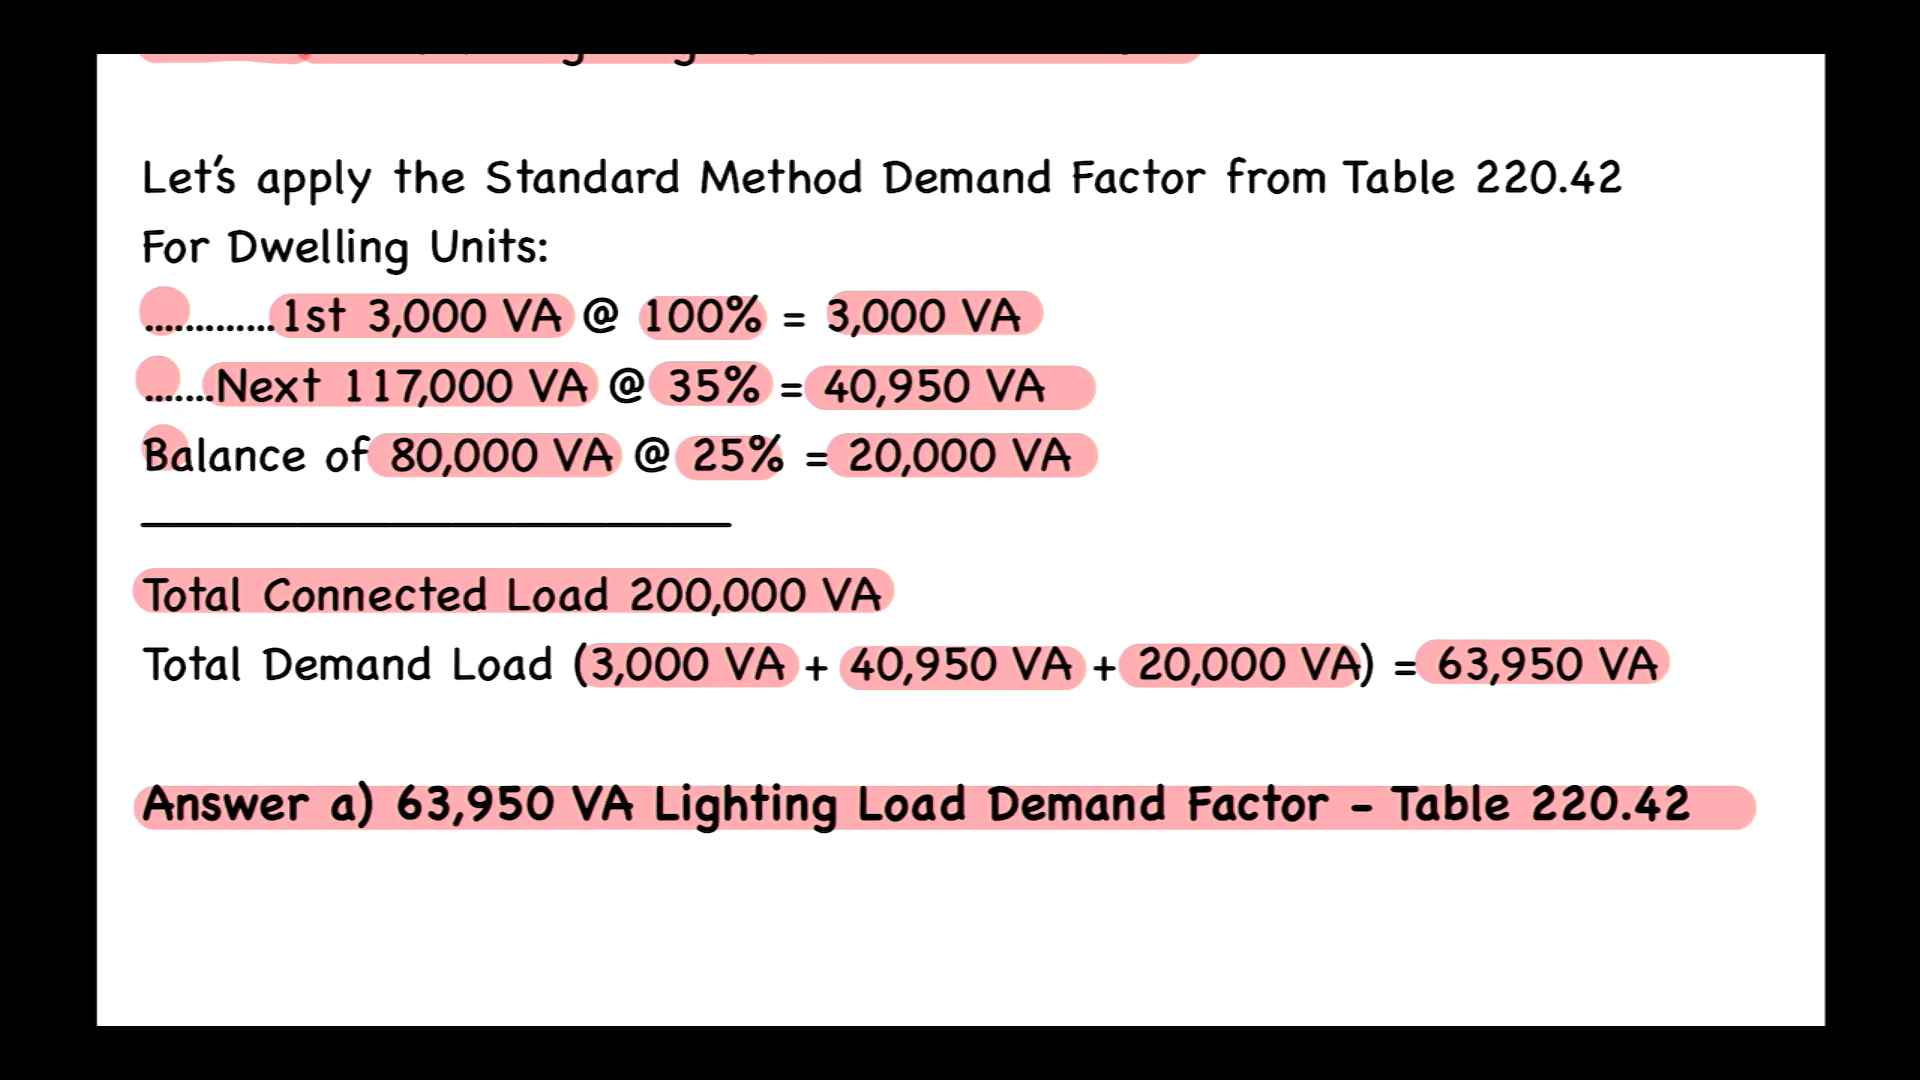 Let's apply the Standard Method Demand Factor from Table 220.42
For Dwelling Units:
.............1st 3,000 VA @ 100% = 3,000 VA
.......Next 117,000 VA @ 35% = 40,950 VA
Balance of 80,000 VA @ 25% = 20,000 VA
Total Connected Load 200,000 VA
Total Demand Load (3,000 VA + 40,950 VA + 20,000 VA) = 63,950 VA
Answer a) 63,950 VA Lighting Load Demand Factor - Table 220.42